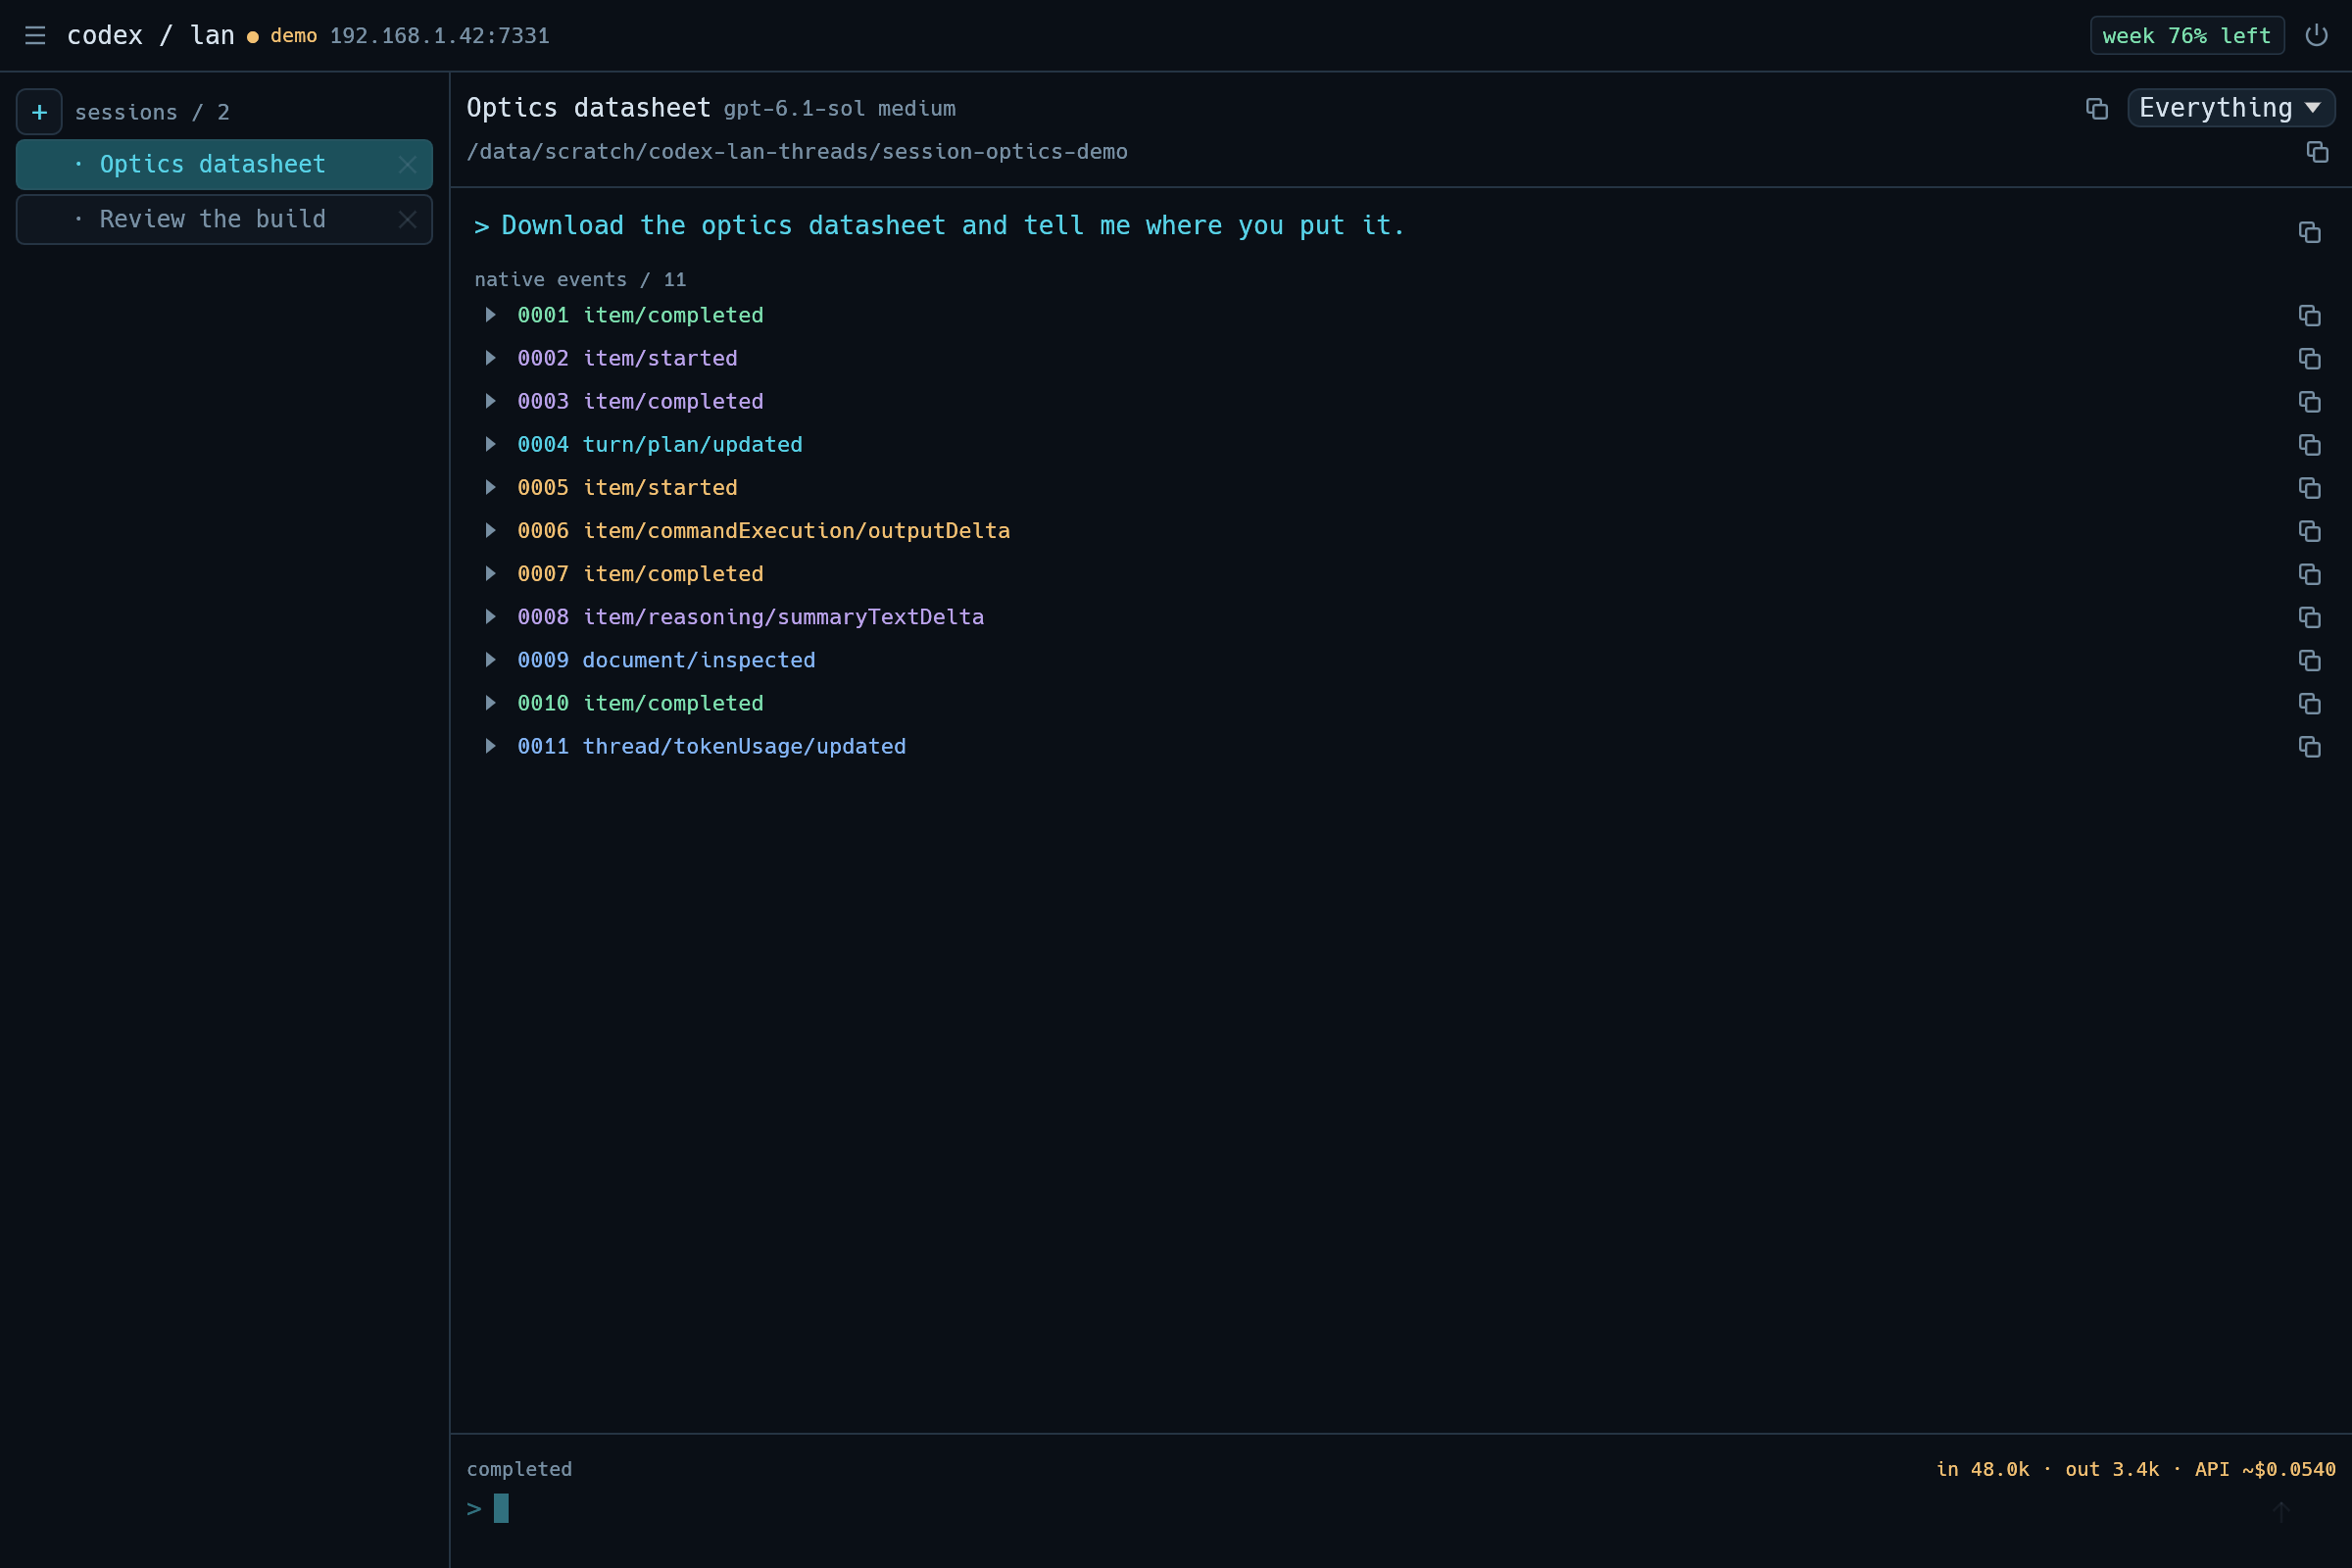 codex / lan ● demo 192.168.1.42:7331
week 76% left
+ sessions / 2
· Optics datasheet
· Review the build
Optics datasheet gpt-6.1-sol medium
Everything
/data/scratch/codex-lan-threads/session-optics-demo
> Download the optics datasheet and tell me where you put it.
native events / 11
0001 item/completed
0002 item/started
0003 item/completed
0004 turn/plan/updated
0005 item/started
0006 item/commandExecution/outputDelta
0007 item/completed
0008 item/reasoning/summaryTextDelta
0009 document/inspected
0010 item/completed
0011 thread/tokenUsage/updated
completed
in 48.0k · out 3.4k · API ~$0.0540
>